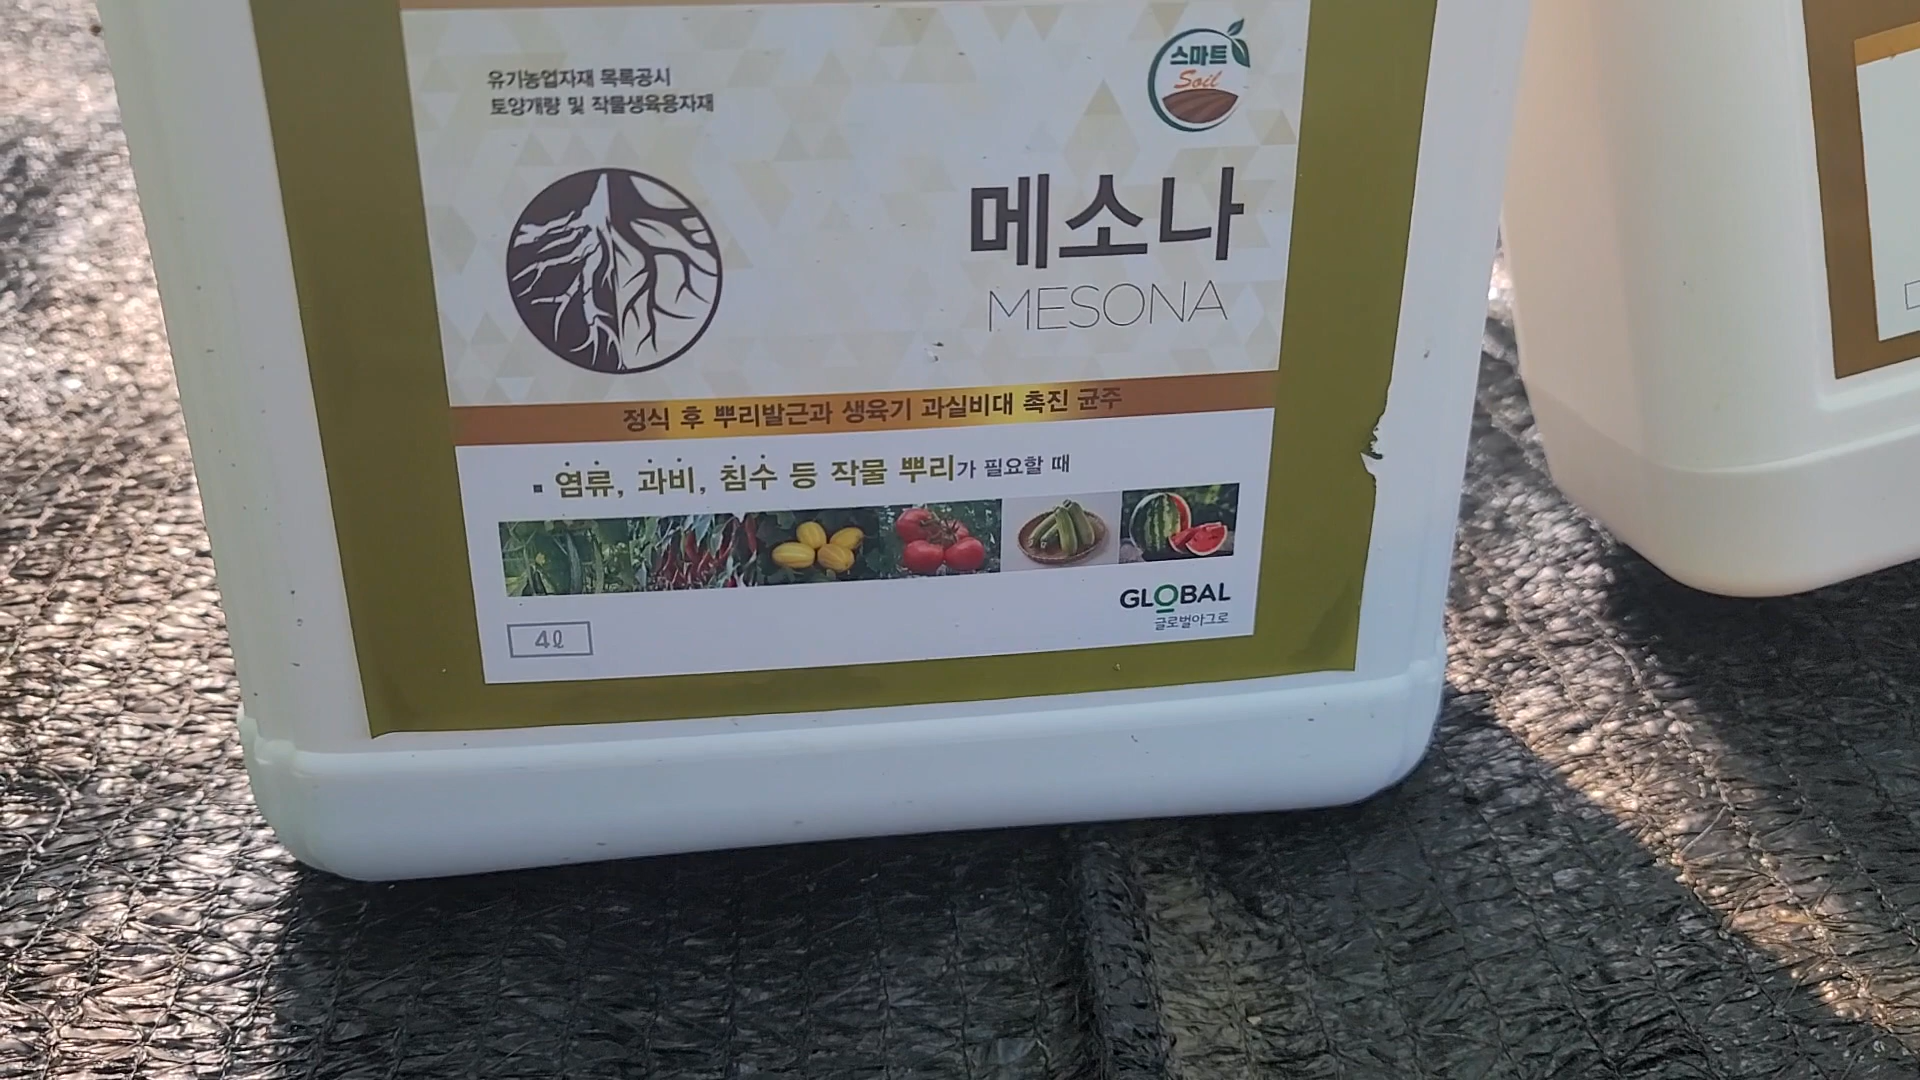 유기농업자재 목록공시
토양개량 및 작물생육용자재
스마트
Soil
메소나
MESONA
정식 후 뿌리발근과 생육기 과실비대 촉진 균주
▪ 염류, 과비, 침수 등 작물 뿌리가 필요할 때
4ℓ
GLOBAL
글로벌아그로